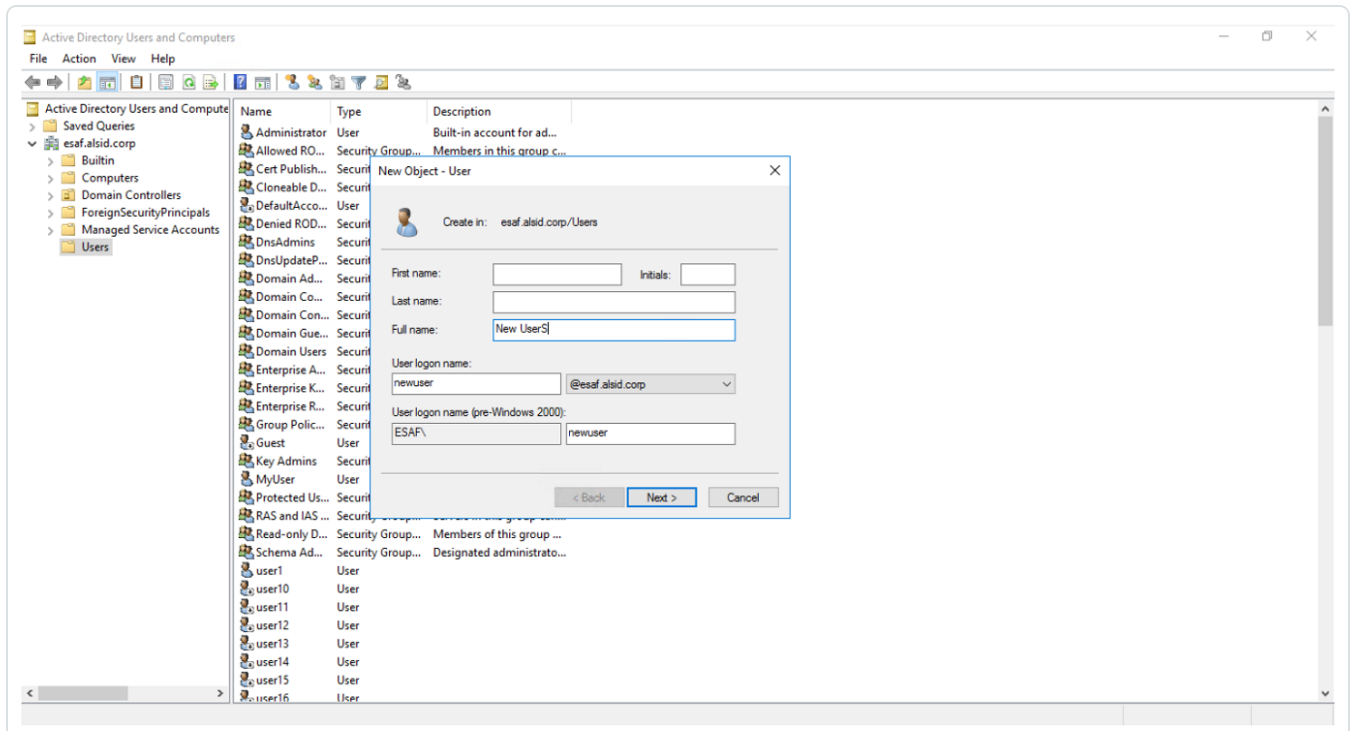 Active Directory Users and Computers
File Action View Help
Active Directory Users and Compute
Saved Queries
esaf.alsid.corp
Builtin
Computers
Domain Controllers
ForeignSecurityPrincipals
Managed Service Accounts
Users
Name Type Description
Administrator User Built-in account for ad...
Allowed RO... Security Group... Members in this group c...
Cert Publish... Securit
Cloneable D... Securit
DefaultAcco... User
Denied ROD... Securit
DnsAdmins Securit
DnsUpdateP... Securit
Domain Ad... Securit
Domain Co... Securit
Domain Con... Securit
Domain Gue... Securit
Domain Users Securit
Enterprise A... Securit
Enterprise K... Securit
Enterprise R... Securit
Group Polic... Securit
Guest User
Key Admins Securit
MyUser User
Protected Us... Securit
RAS and IAS ... Security Group... Servers in this group can...
Read-only D... Security Group... Members of this group ...
Schema Ad... Security Group... Designated administrato...
user1 User
user10 User
user11 User
user12 User
user13 User
user14 User
user15 User
user16 User
New Object - User
Create in: esaf.alsid.corp/Users
First name: Initials:
Last name:
Full name: New UserS
User logon name:
newuser @esaf.alsid.corp
User logon name (pre-Windows 2000):
ESAF\ newuser
< Back Next > Cancel